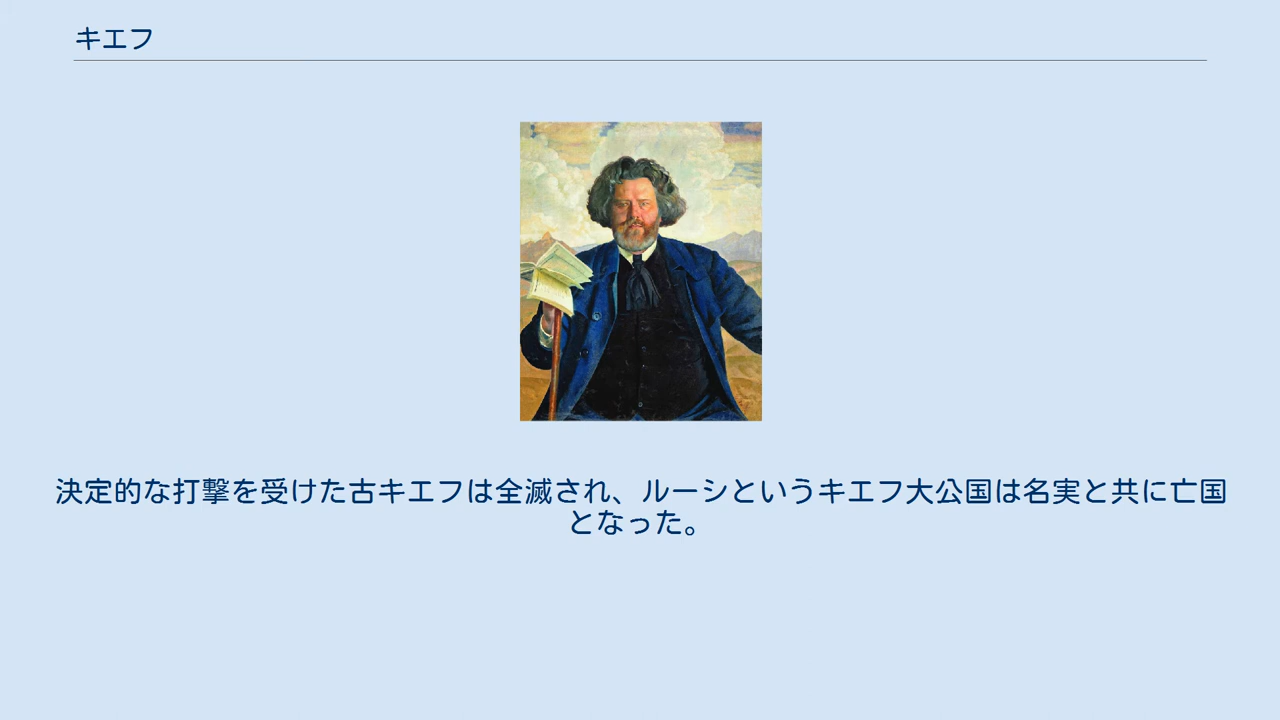 キエフ
決定的な打撃を受けた古キエフは全滅され、ルーシというキエフ大公国は名実と共に亡国
となった。